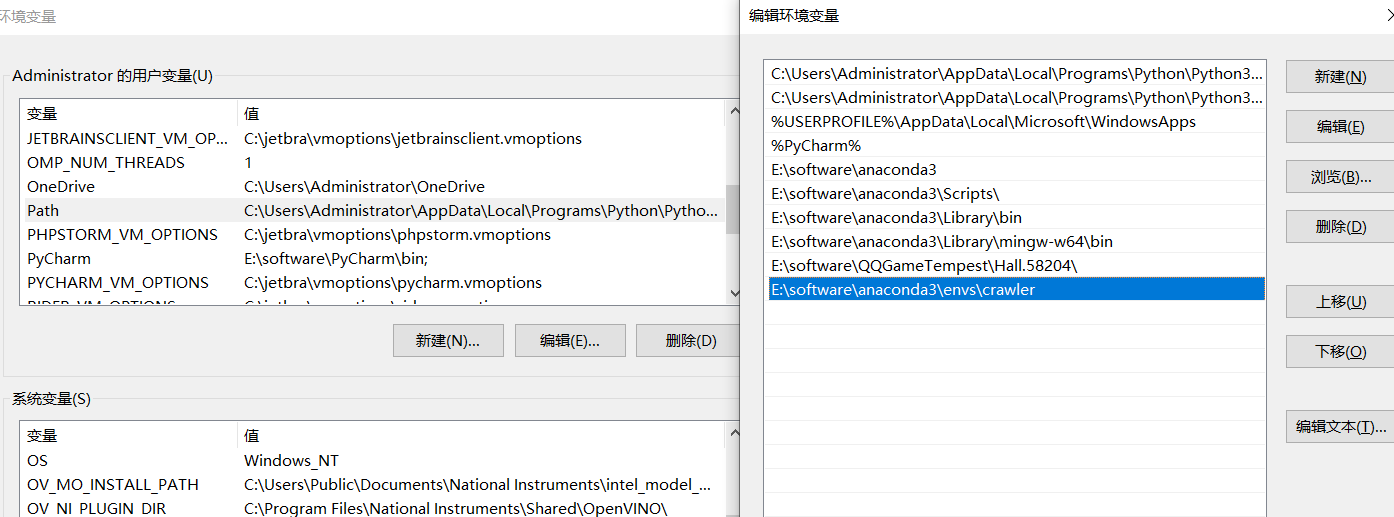 环境变量
Administrator 的用户变量(U)
变量 值
JETBRAINSCLIENT_VM_OP... C:\jetbra\vmoptions\jetbrainsclient.vmoptions
OMP_NUM_THREADS 1
OneDrive C:\Users\Administrator\OneDrive
Path C:\Users\Administrator\AppData\Local\Programs\Python\Pytho...
PHPSTORM_VM_OPTIONS C:\jetbra\vmoptions\phpstorm.vmoptions
PyCharm E:\software\PyCharm\bin;
PYCHARM_VM_OPTIONS C:\jetbra\vmoptions\pycharm.vmoptions
新建(N)... 编辑(E)... 删除(D)
系统变量(S)
变量 值
OS Windows_NT
OV_MO_INSTALL_PATH C:\Users\Public\Documents\National Instruments\intel_model_...
OV_NI_PLUGIN_DIR C:\Program Files\National Instruments\Shared\OpenVINO\
编辑环境变量
C:\Users\Administrator\AppData\Local\Programs\Python\Python3...
C:\Users\Administrator\AppData\Local\Programs\Python\Python3...
%USERPROFILE%\AppData\Local\Microsoft\WindowsApps
%PyCharm%
E:\software\anaconda3
E:\software\anaconda3\Scripts\
E:\software\anaconda3\Library\bin
E:\software\anaconda3\Library\mingw-w64\bin
E:\software\QQGameTempest\Hall.58204\
E:\software\anaconda3\envs\crawler
新建(N)
编辑(E)
浏览(B)...
删除(D)
上移(U)
下移(O)
编辑文本(T)...